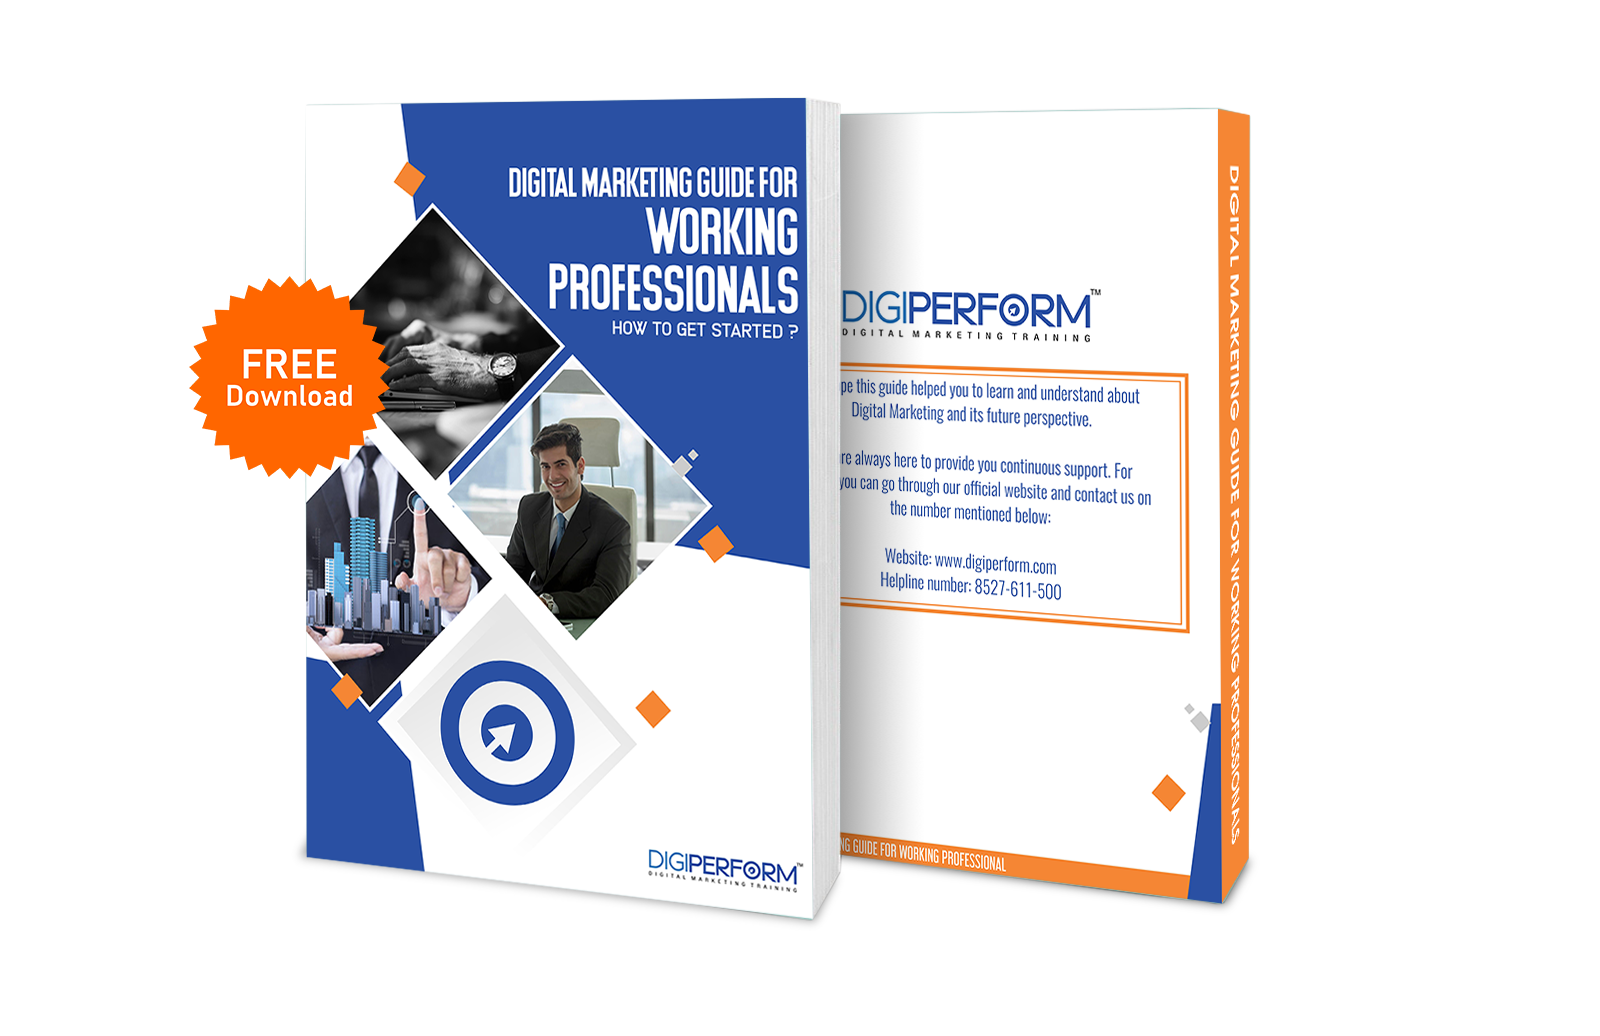 DIGITAL MARKETING GUIDE FOR
WORKING
PROFESSIONALS
HOW TO GET STARTED ?
FREE
Download
DIGIPERFORM™
DIGITAL MARKETING TRAINING
DIGIPERFORM™
DIGITAL MARKETING TRAINING
this guide helped you to learn and understand about
Digital Marketing and its future perspective.
always here to provide you continuous support. For
you can go through our official website and contact us on
the number mentioned below:
Website: www.digiperform.com
Helpline number: 8527-611-500
GUIDE FOR WORKING PROFESSIONAL
DIGITAL MARKETING GUIDE FOR WORKING PROFESSIONALS